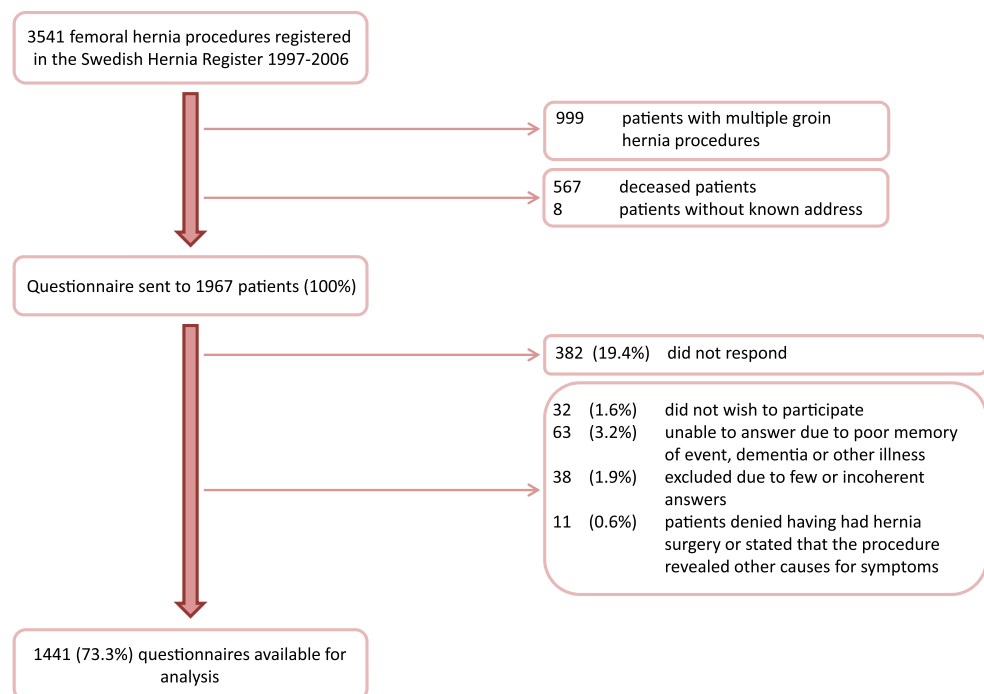 3541 femoral hernia procedures registered
in the Swedish Hernia Register 1997-2006
999 patients with multiple groin
hernia procedures
567 deceased patients
8 patients without known address
Questionnaire sent to 1967 patients (100%)
382 (19.4%) did not respond
32 (1.6%) did not wish to participate
63 (3.2%) unable to answer due to poor memory
of event, dementia or other illness
38 (1.9%) excluded due to few or incoherent
answers
11 (0.6%) patients denied having had hernia
surgery or stated that the procedure
revealed other causes for symptoms
1441 (73.3%) questionnaires available for
analysis